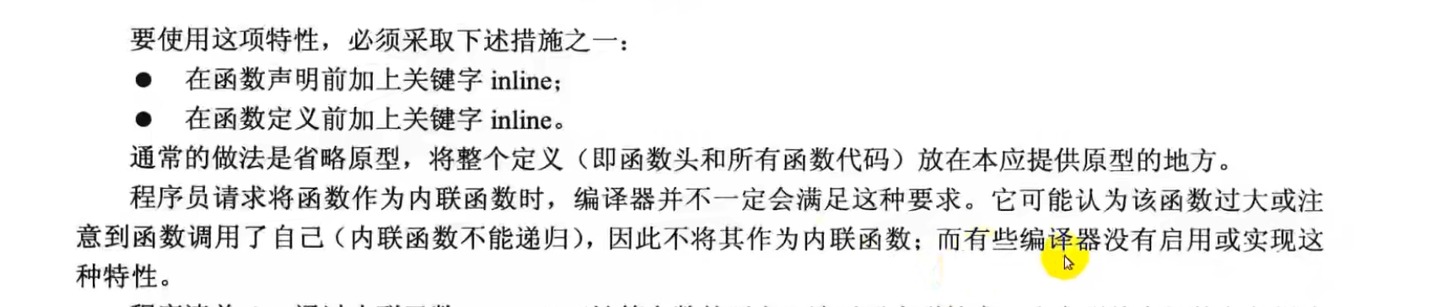 要使用这项特性，必须采取下述措施之一：
● 在函数声明前加上关键字 inline；
● 在函数定义前加上关键字 inline。
通常的做法是省略原型，将整个定义（即函数头和所有函数代码）放在本应提供原型的地方。
程序员请求将函数作为内联函数时，编译器并不一定会满足这种要求。它可能认为该函数过大或注
意到函数调用了自己（内联函数不能递归），因此不将其作为内联函数；而有些编译器没有启用或实现这
种特性。